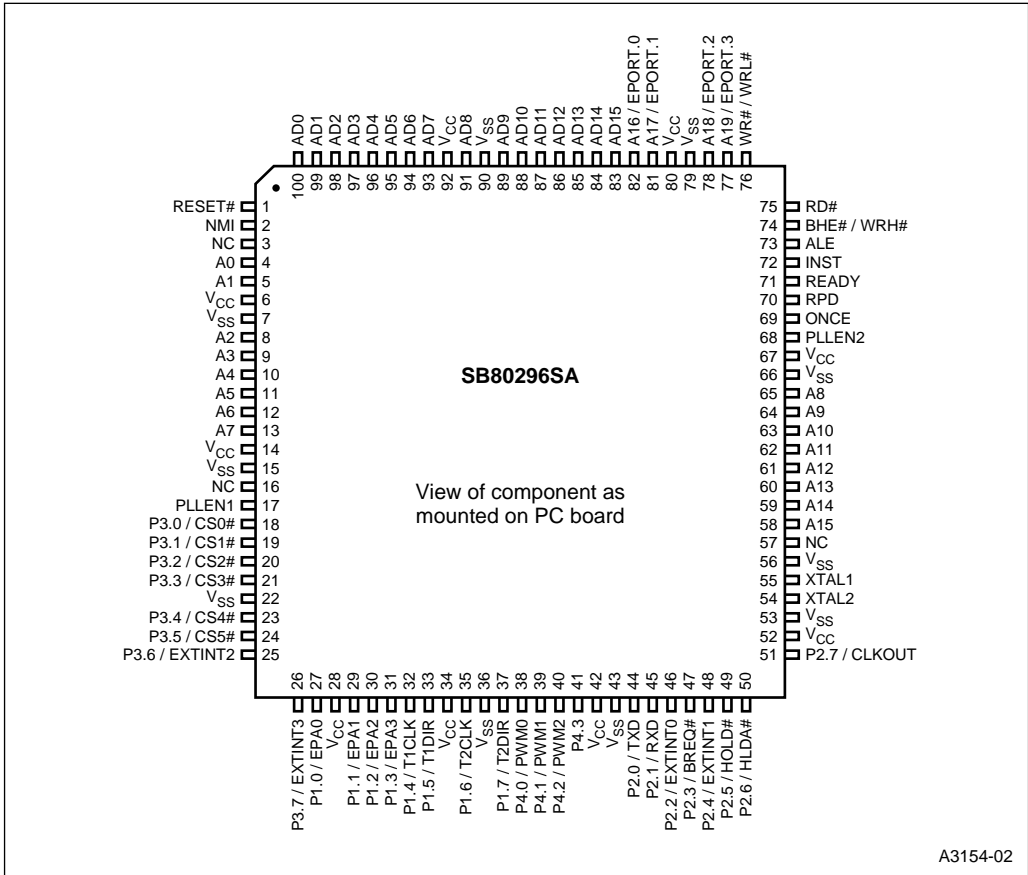 AD0
AD1
AD2
AD3
AD4
AD5
AD6
AD7
VCC
AD8
VSS
AD9
AD10
AD11
AD12
AD13
AD14
AD15
A16 / EPORT.0
A17 / EPORT.1
VCC
VSS
A18 / EPORT.2
A19 / EPORT.3
WR# / WRL#
100
99
98
97
96
95
94
93
92
91
90
89
88
87
86
85
84
83
82
81
80
79
78
77
76
RESET# 1
NMI 2
NC 3
A0 4
A1 5
VCC 6
VSS 7
A2 8
A3 9
A4 10
A5 11
A6 12
A7 13
VCC 14
VSS 15
NC 16
PLLEN1 17
P3.0 / CS0# 18
P3.1 / CS1# 19
P3.2 / CS2# 20
P3.3 / CS3# 21
VSS 22
P3.4 / CS4# 23
P3.5 / CS5# 24
P3.6 / EXTINT2 25
SB80296SA
View of component as
mounted on PC board
75 RD#
74 BHE# / WRH#
73 ALE
72 INST
71 READY
70 RPD
69 ONCE
68 PLLEN2
67 VCC
66 VSS
65 A8
64 A9
63 A10
62 A11
61 A12
60 A13
59 A14
58 A15
57 NC
56 VSS
55 XTAL1
54 XTAL2
53 VSS
52 VCC
51 P2.7 / CLKOUT
26
27
28
29
30
31
32
33
34
35
36
37
38
39
40
41
42
43
44
45
46
47
48
49
50
P3.7 / EXTINT3
P1.0 / EPA0
VCC
P1.1 / EPA1
P1.2 / EPA2
P1.3 / EPA3
P1.4 / T1CLK
P1.5 / T1DIR
VCC
P1.6 / T2CLK
VSS
P1.7 / T2DIR
P4.0 / PWM0
P4.1 / PWM1
P4.2 / PWM2
P4.3
VCC
VSS
P2.0 / TXD
P2.1 / RXD
P2.2 / EXTINT0
P2.3 / BREQ#
P2.4 / EXTINT1
P2.5 / HOLD#
P2.6 / HLDA#
A3154-02